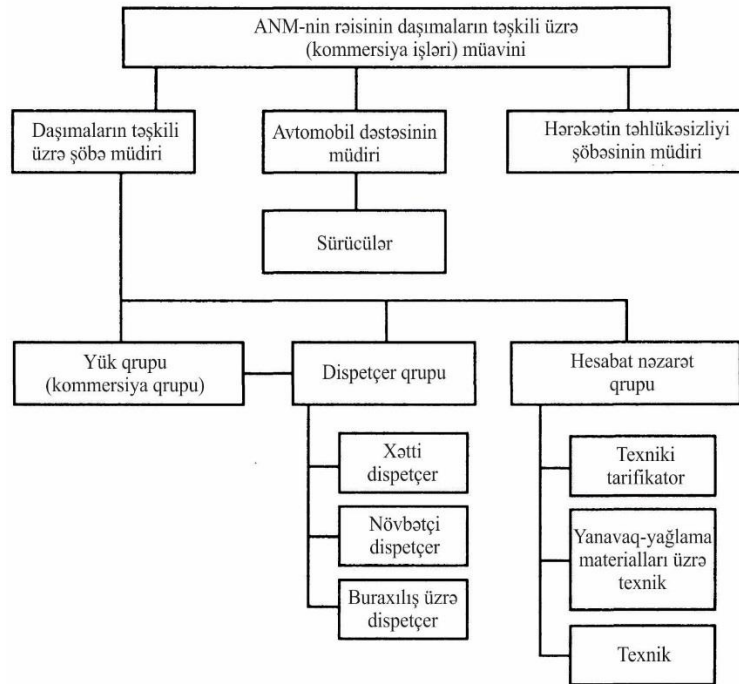 ANM-nin rəisinin daşımaların təşkili üzrə
(kommersiya işləri) müavini
Daşımaların təşkili
üzrə şöbə müdiri
Avtomobil dəstəsinin
müdiri
Hərəkətin təhlükəsizliyi
şöbəsinin müdiri
Sürücülər
Yük qrupu
(kommersiya qrupu)
Dispetçer qrupu
Hesabat nəzarət
qrupu
Xətti
dispetçer
Növbətçi
dispetçer
Buraxılış üzrə
dispetçer
Texniki
tarifikator
Yanavaq-yağlama
materialları üzrə
texnik
Texnik